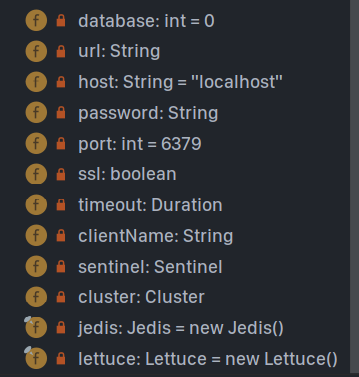 f database: int = 0
f url: String
f host: String = "localhost"
f password: String
f port: int = 6379
f ssl: boolean
f timeout: Duration
f clientName: String
f sentinel: Sentinel
f cluster: Cluster
f jedis: Jedis = new Jedis()
f lettuce: Lettuce = new Lettuce()